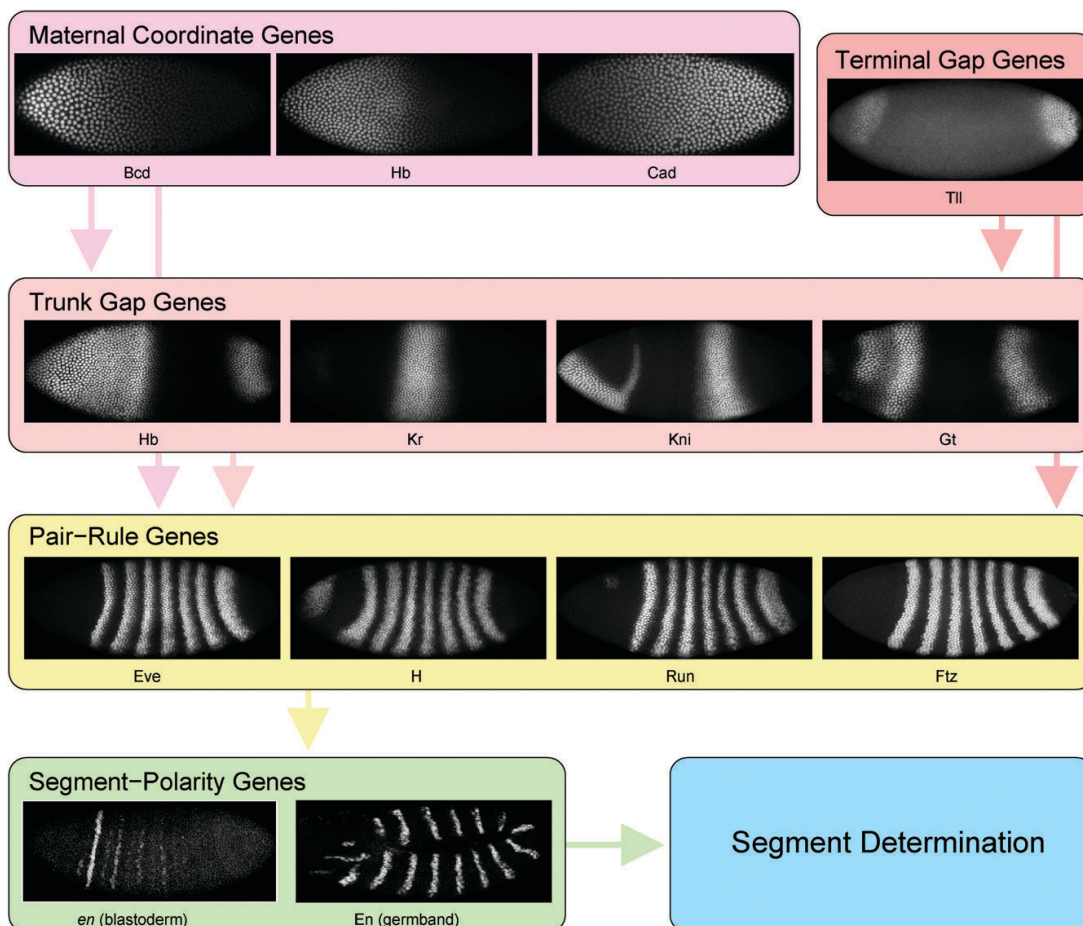 Maternal Coordinate Genes
Bcd
Hb
Cad
Terminal Gap Genes
Tll
Trunk Gap Genes
Hb
Kr
Kni
Gt
Pair−Rule Genes
Eve
H
Run
Ftz
Segment−Polarity Genes
en (blastoderm)
En (germband)
Segment Determination